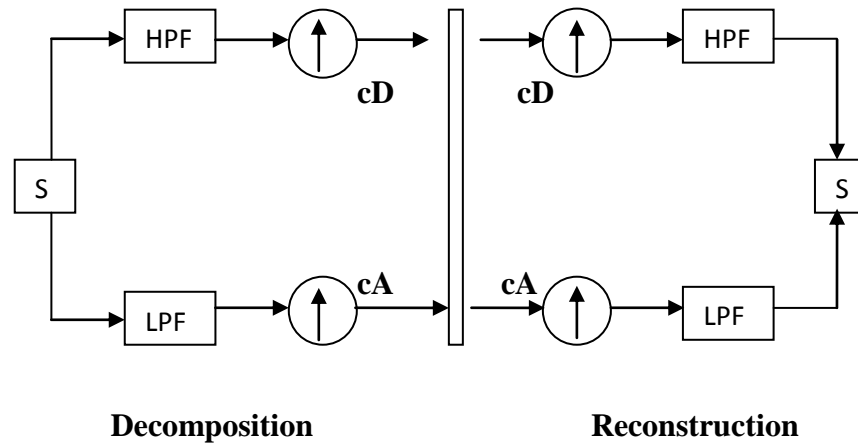 HPF
HPF
cD
cD
S
S
cA
cA
LPF
LPF
Decomposition
Reconstruction